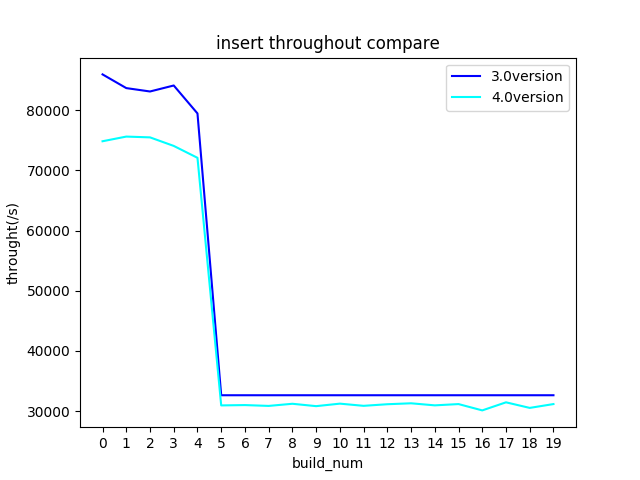 insert throughout compare
3.0version
4.0version
80000
70000
60000
50000
40000
30000
throught(/s)
0 1 2 3 4 5 6 7 8 9 10 11 12 13 14 15 16 17 18 19
build_num